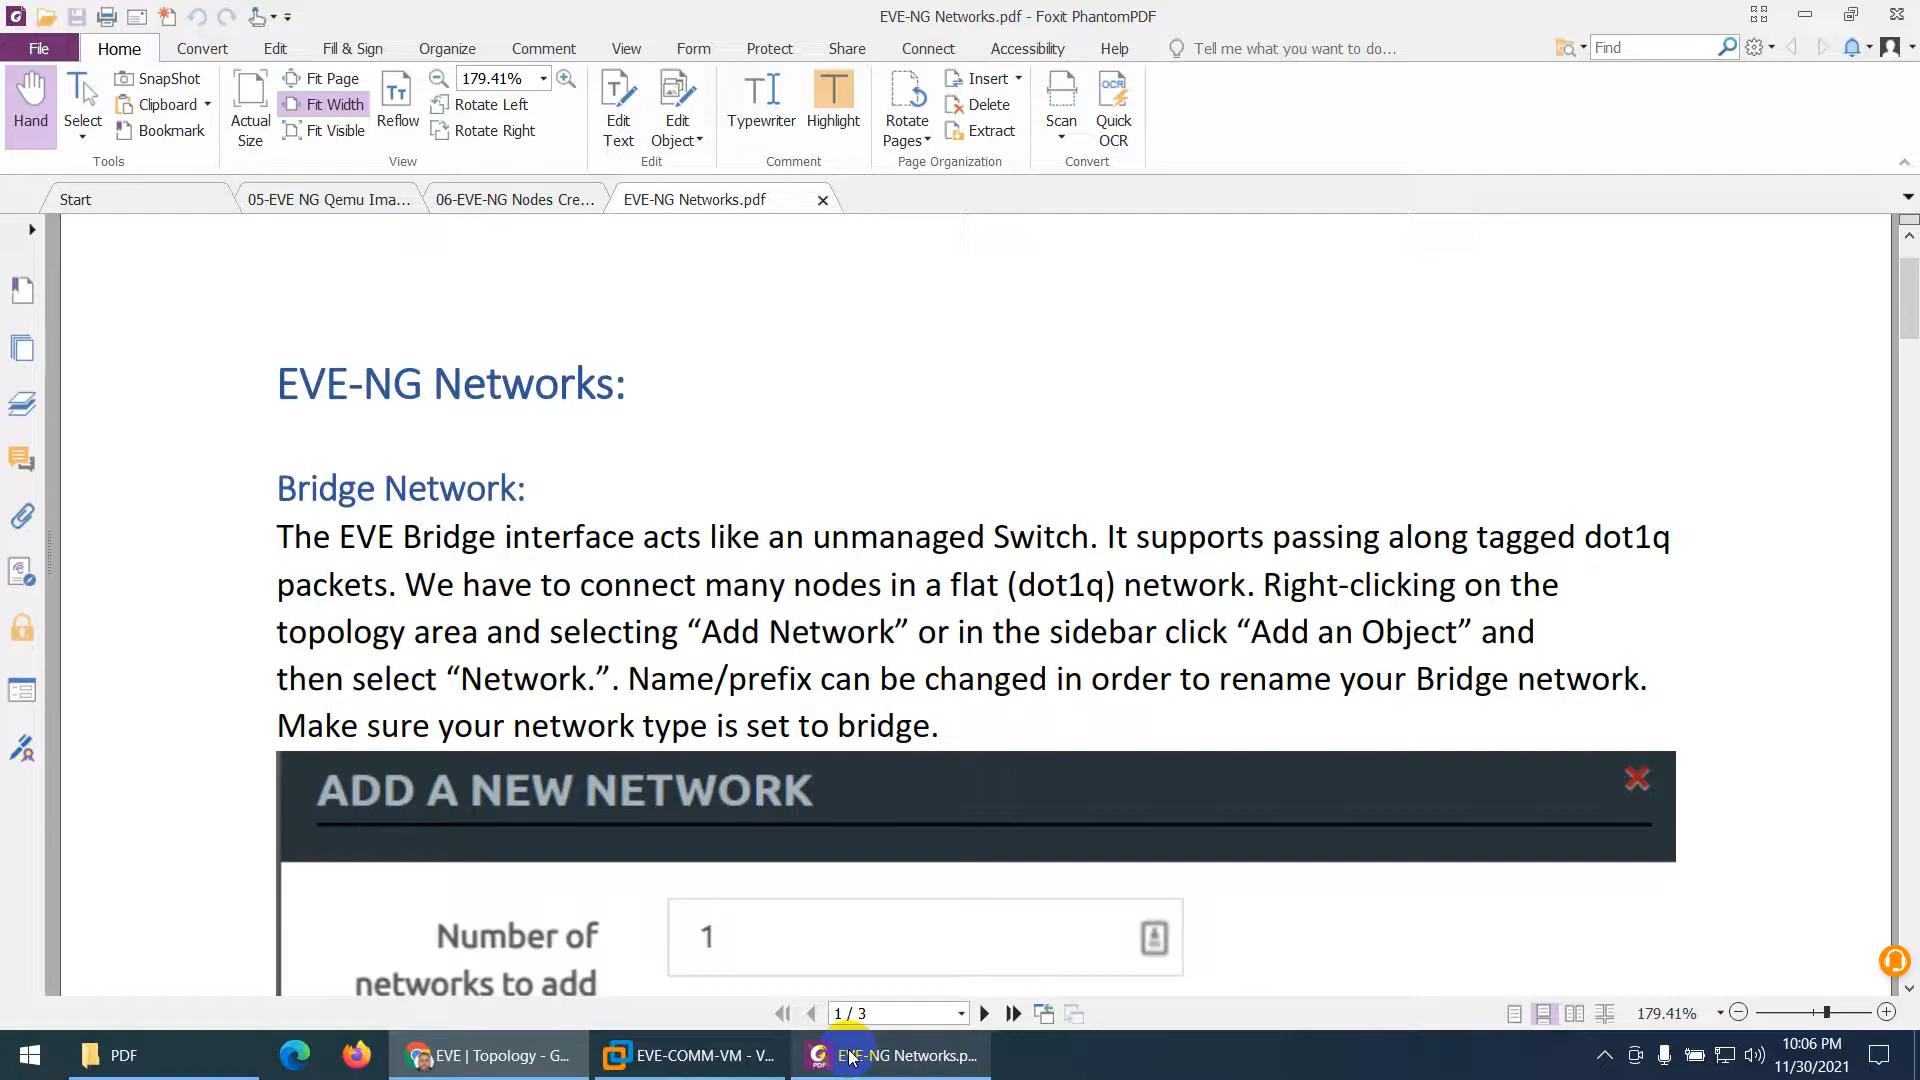 EVE-NG Networks.pdf - Foxit PhantomPDF
File Home Convert Edit Fill & Sign Organize Comment View Form Protect Share Connect Accessibility Help Tell me what you want to do... Find
Hand
Select
SnapShot
Clipboard
Bookmark
Tools
Actual Size
Fit Page
Fit Width
Fit Visible
Reflow
179.41%
Rotate Left
Rotate Right
View
Edit Text
Edit Object
Edit
Typewriter
Highlight
Comment
Rotate Pages
Insert
Delete
Extract
Page Organization
Scan
OCR
Quick OCR
Convert
Start 05-EVE NG Qemu Ima... 06-EVE-NG Nodes Cre... EVE-NG Networks.pdf
EVE-NG Networks:
Bridge Network:
The EVE Bridge interface acts like an unmanaged Switch. It supports passing along tagged dot1q
packets. We have to connect many nodes in a flat (dot1q) network. Right-clicking on the
topology area and selecting “Add Network” or in the sidebar click “Add an Object” and
then select “Network.”. Name/prefix can be changed in order to rename your Bridge network.
Make sure your network type is set to bridge.
ADD A NEW NETWORK
Number of
networks to add
1
1 / 3
179.41%
PDF
EVE | Topology - G...
EVE-COMM-VM - V...
EVE-NG Networks.p...
10:06 PM
11/30/2021